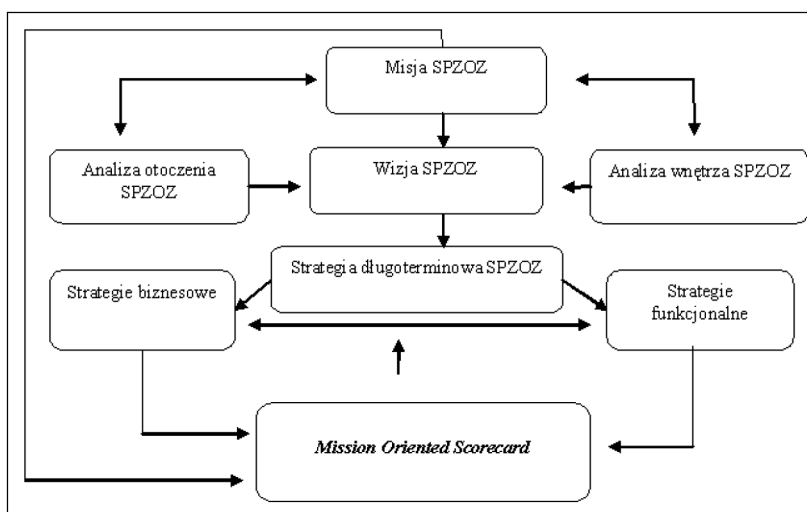 Misja SPZOZ
Analiza otoczenia
SPZOZ
Wizja SPZOZ
Analiza wnętrza SPZOZ
Strategia długoterminowa SPZOZ
Strategie biznesowe
Strategie
funkcjonalne
Mission Oriented Scorecard